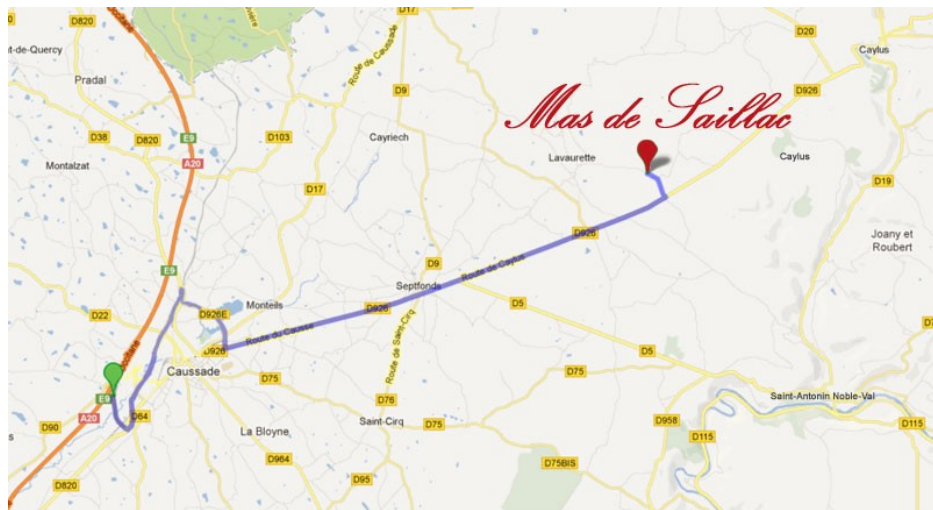 D820
D17
D20
Caylus
Route de Caussade
Pradal
D9
D926
Mas de Saillac
E9
D38
D820
D103
Cayriech
Lavaurette
Caylus
A20
Montalzat
D17
D19
Joany et
Roubert
D926
D9
Route de Caylus
E9
Septfonds
D926E
Monteils
D926
D5
D22
Route du Causse
Route de Saint-Cirq
D926
D5
Caussade
D75
D75
E9
D76
Saint-Antonin Noble-Val
A20
D64
Saint-Cirq
D75
D958
D115
D90
La Bloyne
D115
D964
D75BIS
D820
D95